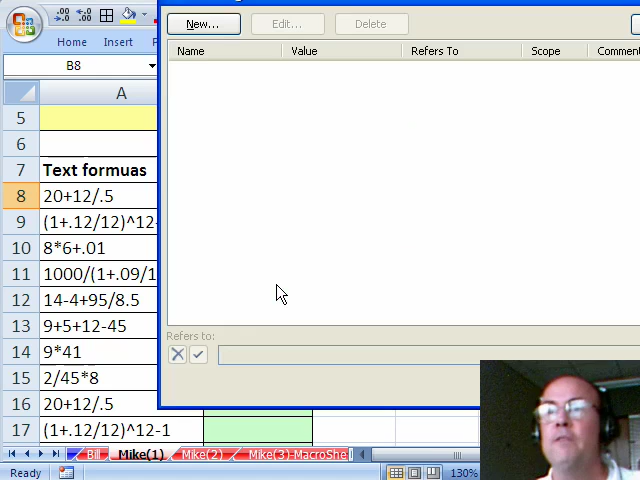 New... Edit... Delete
Home Insert
Name Value Refers To Scope Comment
B8
A
5
6
7 Text formuas
8 20+12/.5
9 (1+.12/12)^12-
10 8*6+.01
11 1000/(1+.09/1
12 14-4+95/8.5
13 9+5+12-45
14 9*41
15 2/45*8
16 20+12/.5
17 (1+.12/12)^12-1
Refers to:
Bill Mike(1) Mike(2) Mike(3)-MacroShe
Ready 130%